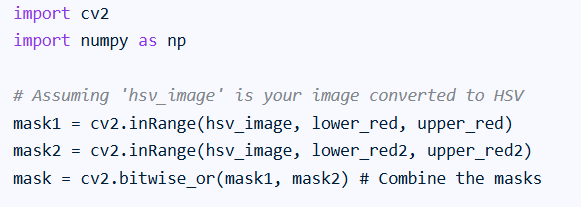 import cv2
import numpy as np
# Assuming 'hsv_image' is your image converted to HSV
mask1 = cv2.inRange(hsv_image, lower_red, upper_red)
mask2 = cv2.inRange(hsv_image, lower_red2, upper_red2)
mask = cv2.bitwise_or(mask1, mask2) # Combine the masks